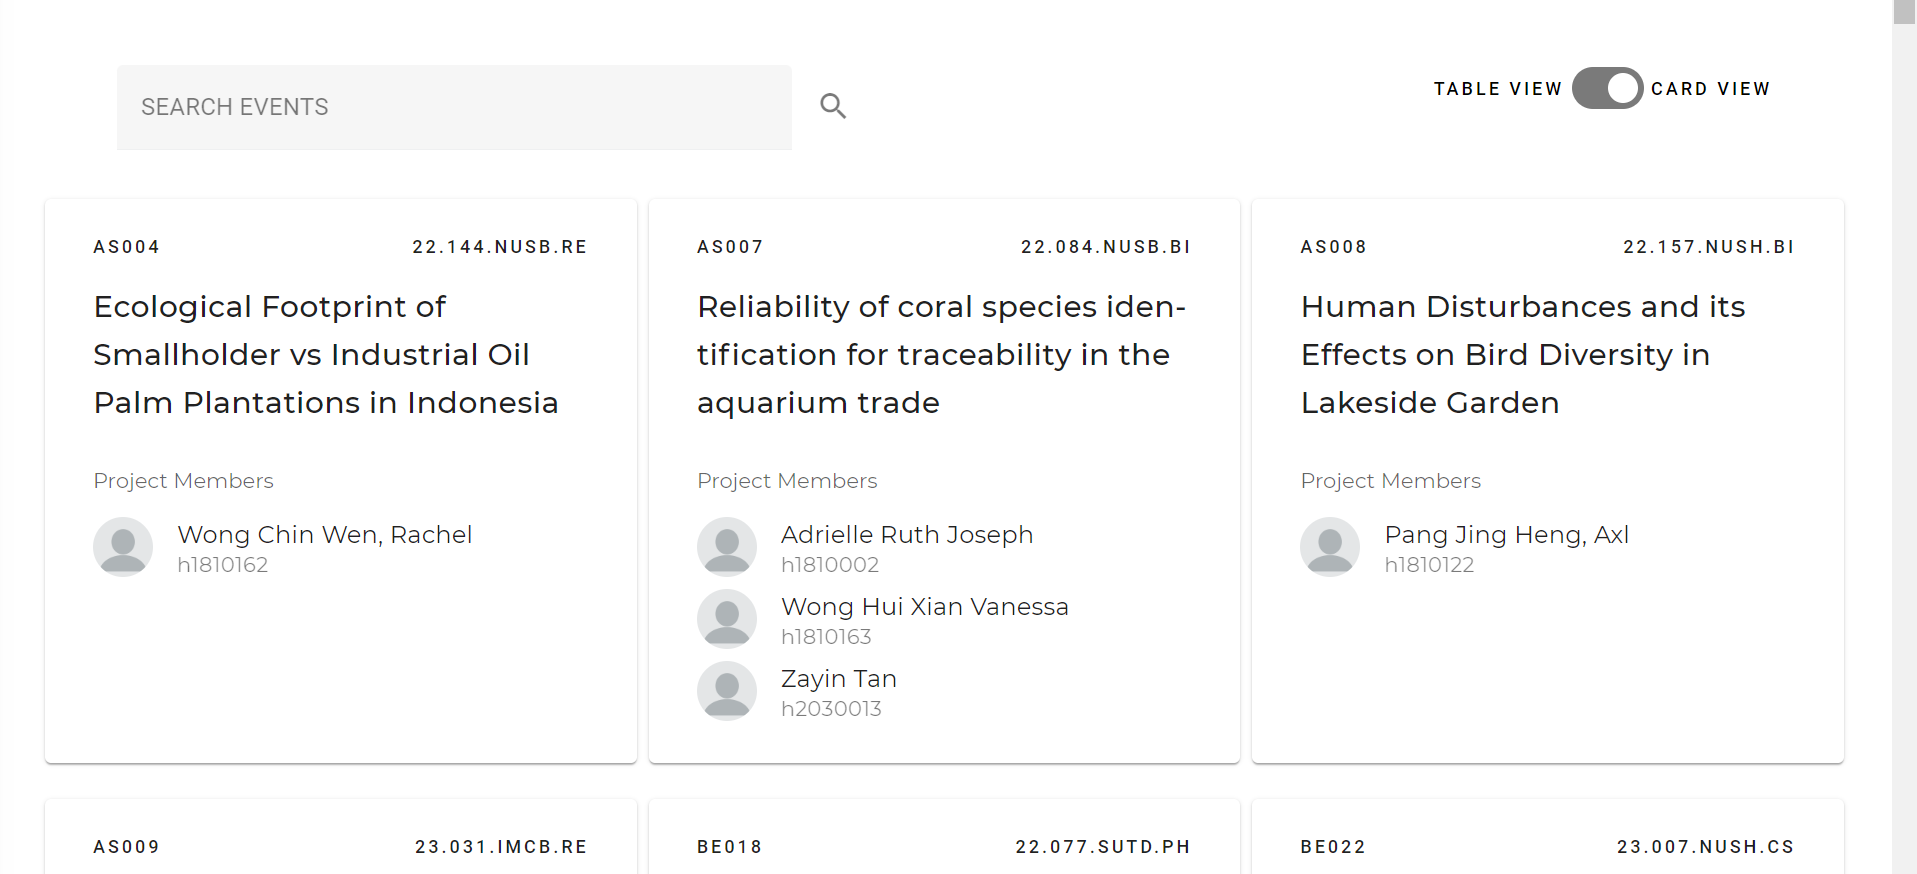 SEARCH EVENTS
TABLE VIEW CARD VIEW
AS004 22.144.NUSB.RE
Ecological Footprint of
Smallholder vs Industrial Oil
Palm Plantations in Indonesia
Project Members
Wong Chin Wen, Rachel
h1810162
AS007 22.084.NUSB.BI
Reliability of coral species iden-
tification for traceability in the
aquarium trade
Project Members
Adrielle Ruth Joseph
h1810002
Wong Hui Xian Vanessa
h1810163
Zayin Tan
h2030013
AS008 22.157.NUSH.BI
Human Disturbances and its
Effects on Bird Diversity in
Lakeside Garden
Project Members
Pang Jing Heng, Axl
h1810122
AS009 23.031.IMCB.RE
BE018 22.077.SUTD.PH
BE022 23.007.NUSH.CS